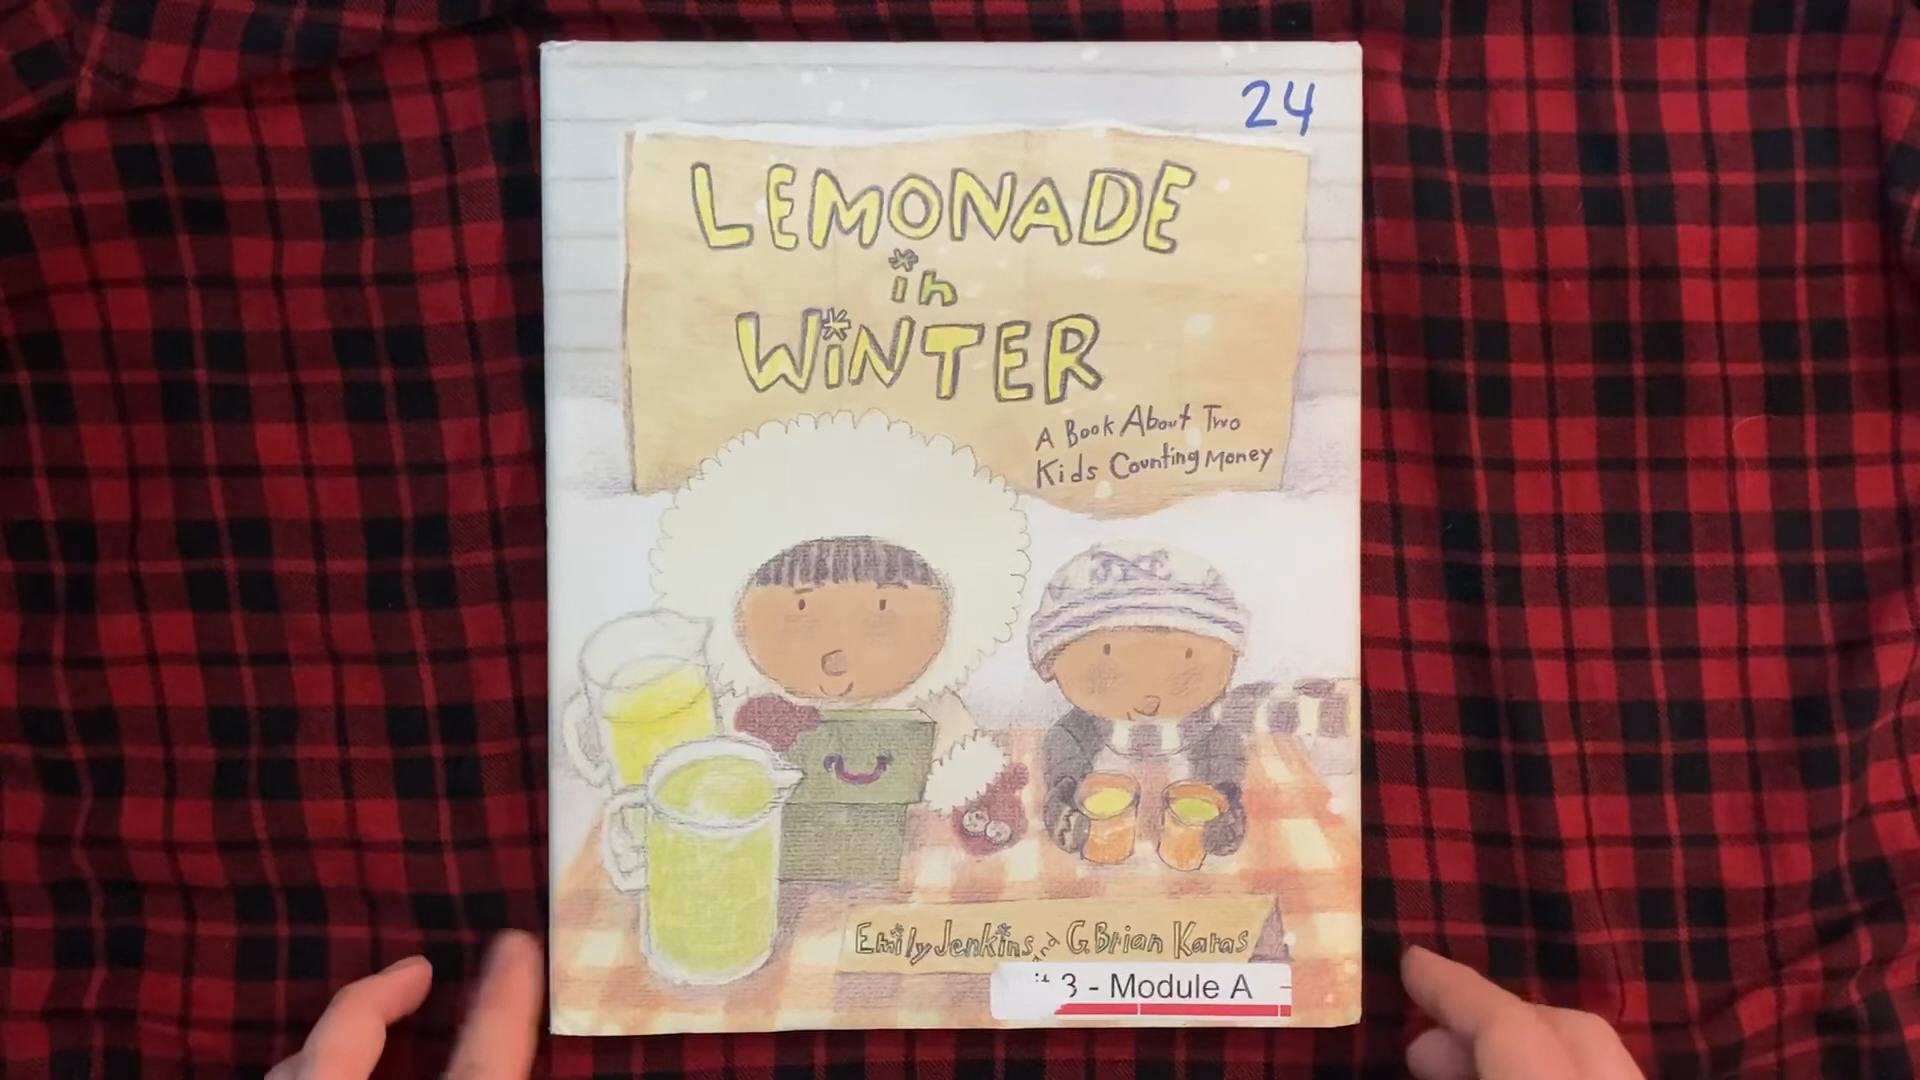 24
LEMONADE
in
WINTER
A Book About Two
Kids Counting Money
Emily Jenkins and G. Brian Karas
3 - Module A